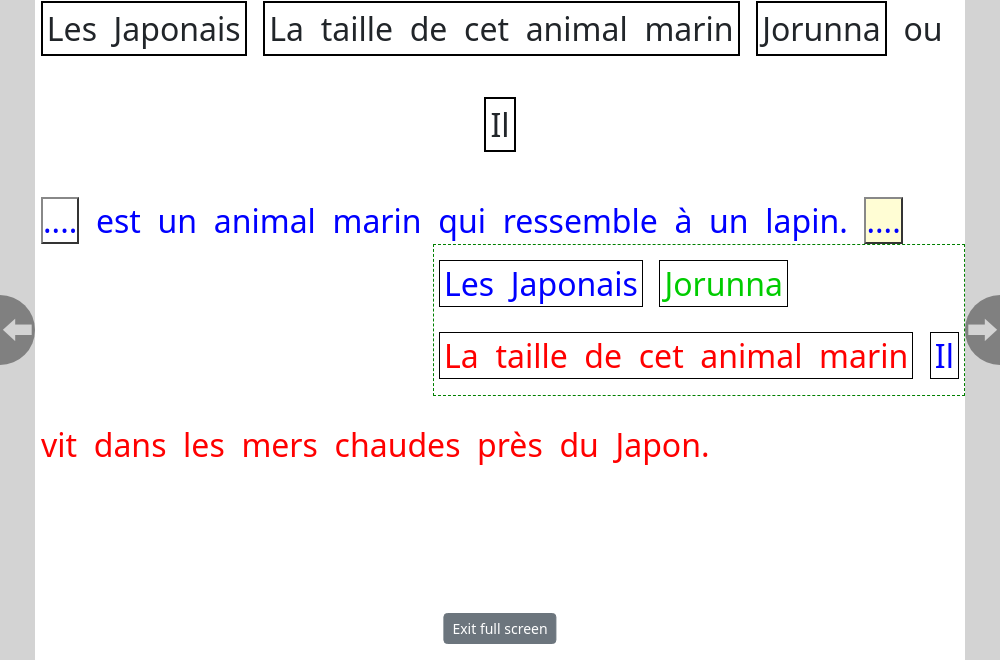 Les Japonais La taille de cet animal marin Jorunna ou
Il
.... est un animal marin qui ressemble à un lapin. ....
Les Japonais Jorunna
La taille de cet animal marin Il
vit dans les mers chaudes près du Japon.
Exit full screen